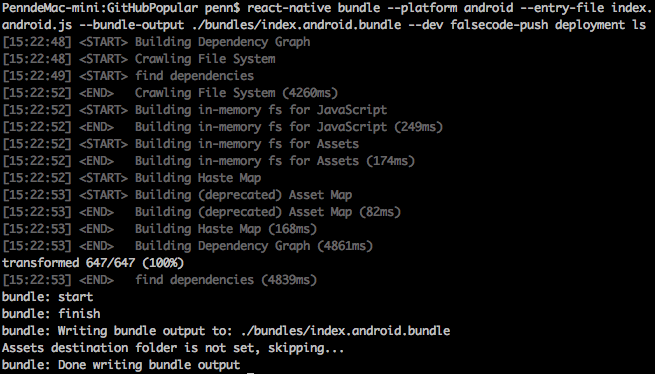 PenndeMac-mini:GitHubPopular penn$ react-native bundle --platform android --entry-file index.
android.js --bundle-output ./bundles/index.android.bundle --dev falsecode-push deployment ls
[15:22:48] <START> Building Dependency Graph
[15:22:48] <START> Crawling File System
[15:22:49] <START> find dependencies
[15:22:52] <END>   Crawling File System (4260ms)
[15:22:52] <START> Building in-memory fs for JavaScript
[15:22:52] <END>   Building in-memory fs for JavaScript (249ms)
[15:22:52] <START> Building in-memory fs for Assets
[15:22:52] <END>   Building in-memory fs for Assets (174ms)
[15:22:52] <START> Building Haste Map
[15:22:53] <START> Building (deprecated) Asset Map
[15:22:53] <END>   Building (deprecated) Asset Map (82ms)
[15:22:53] <END>   Building Haste Map (168ms)
[15:22:53] <END>   Building Dependency Graph (4861ms)
transformed 647/647 (100%)
[15:22:53] <END>   find dependencies (4839ms)
bundle: start
bundle: finish
bundle: Writing bundle output to: ./bundles/index.android.bundle
Assets destination folder is not set, skipping...
bundle: Done writing bundle output